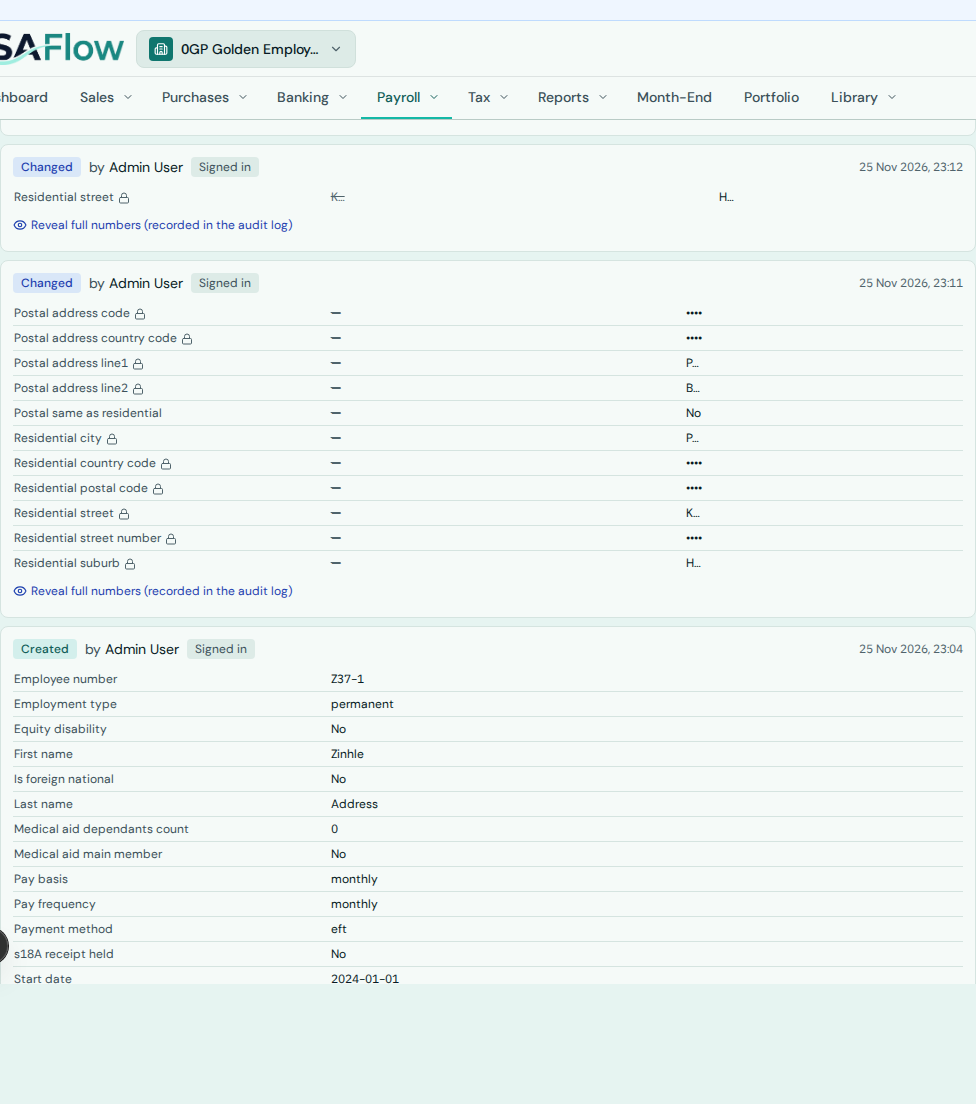 SAFlow
0GP Golden Employ...
hboard Sales Purchases Banking Payroll Tax Reports Month-End Portfolio Library
Changed by Admin User Signed in 25 Nov 2026, 23:12
Residential street K... H...
Reveal full numbers (recorded in the audit log)
Changed by Admin User Signed in 25 Nov 2026, 23:11
Postal address code — ••••
Postal address country code — ••••
Postal address line1 — P...
Postal address line2 — B...
Postal same as residential — No
Residential city — P...
Residential country code — ••••
Residential postal code — ••••
Residential street — K...
Residential street number — ••••
Residential suburb — H...
Reveal full numbers (recorded in the audit log)
Created by Admin User Signed in 25 Nov 2026, 23:04
Employee number Z37-1
Employment type permanent
Equity disability No
First name Zinhle
Is foreign national No
Last name Address
Medical aid dependants count 0
Medical aid main member No
Pay basis monthly
Pay frequency monthly
Payment method eft
s18A receipt held No
Start date 2024-01-01